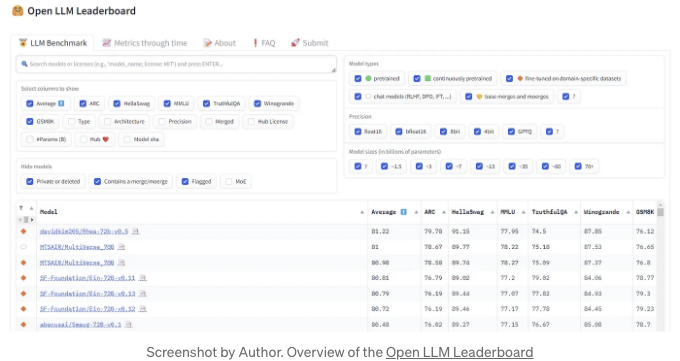 🤗 Open LLM Leaderboard
🏅 LLM Benchmark 📈 Metrics through time 📝 About ❗ FAQ 🚀 Submit
🔍 Search models or licenses (e.g., 'model_name; license: MIT') and press ENTER...
Select columns to show
Average ⬆️ ARC HellaSwag MMLU TruthfulQA Winogrande
GSM8K Type Architecture Precision Merged Hub License
#Params (B) Hub ❤️ Model sha
Hide models
Private or deleted Contains a merge/moerge Flagged MoE
Model types
pretrained continuously pretrained fine-tuned on domain-specific datasets
chat models (RLHF, DPO, IFT, ...) base merges and moerges ?
Precision
float16 bfloat16 8bit 4bit GPTQ ?
Model sizes (in billions of parameters)
? ~1.5 ~3 ~7 ~13 ~35 ~60 70+
T Model Average ⬆️ ARC HellaSwag MMLU TruthfulQA Winogrande GSM8K
davidkim205/Rhea-72b-v0.5 81.22 79.78 91.15 77.95 74.5 87.85 76.12
MTSAIR/MultiVerse_70B 81 78.67 89.77 78.22 75.18 87.53 76.65
MTSAIR/MultiVerse_70B 80.98 78.58 89.74 78.27 75.09 87.37 76.8
SF-Foundation/Ein-72B-v0.11 80.81 76.79 89.02 77.2 79.02 84.06 78.77
SF-Foundation/Ein-72B-v0.13 80.79 76.19 89.44 77.07 77.82 84.93 79.3
SF-Foundation/Ein-72B-v0.12 80.72 76.19 89.46 77.17 77.78 84.45 79.23
abacusai/Smaug-72B-v0.1 80.48 76.02 89.27 77.15 76.67 85.08 78.7
Screenshot by Author. Overview of the Open LLM Leaderboard